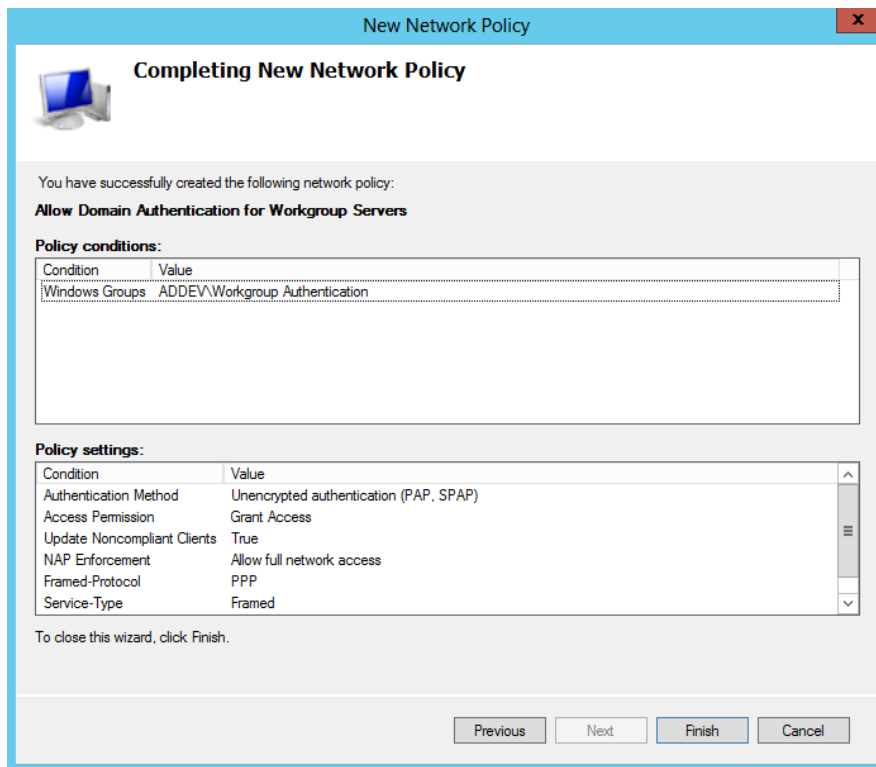 New Network Policy
x
Completing New Network Policy
You have successfully created the following network policy:
Allow Domain Authentication for Workgroup Servers
Policy conditions:
Condition Value
Windows Groups ADDEV\Workgroup Authentication
Policy settings:
Condition Value
Authentication Method Unencrypted authentication (PAP, SPAP)
Access Permission Grant Access
Update Noncompliant Clients True
NAP Enforcement Allow full network access
Framed-Protocol PPP
Service-Type Framed
To close this wizard, click Finish.
Previous Next Finish Cancel